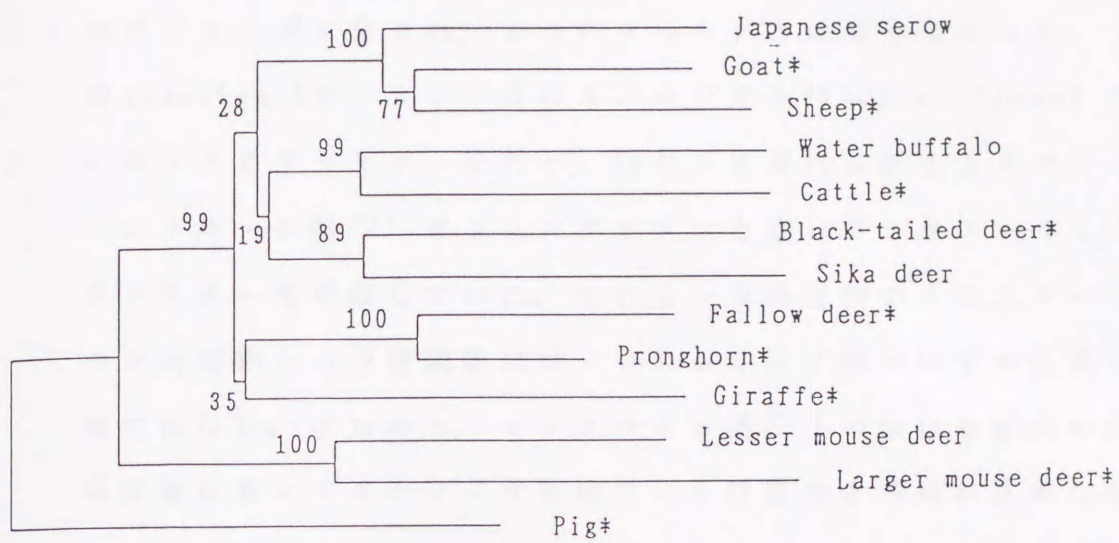 100 Japanese serow
Goat‡
28 77 Sheep‡
99 Water buffalo
Cattle‡
99 19 89 Black-tailed deer‡
Sika deer
100 Fallow deer‡
Pronghorn‡
35 Giraffe‡
100 Lesser mouse deer
Larger mouse deer‡
Pig‡